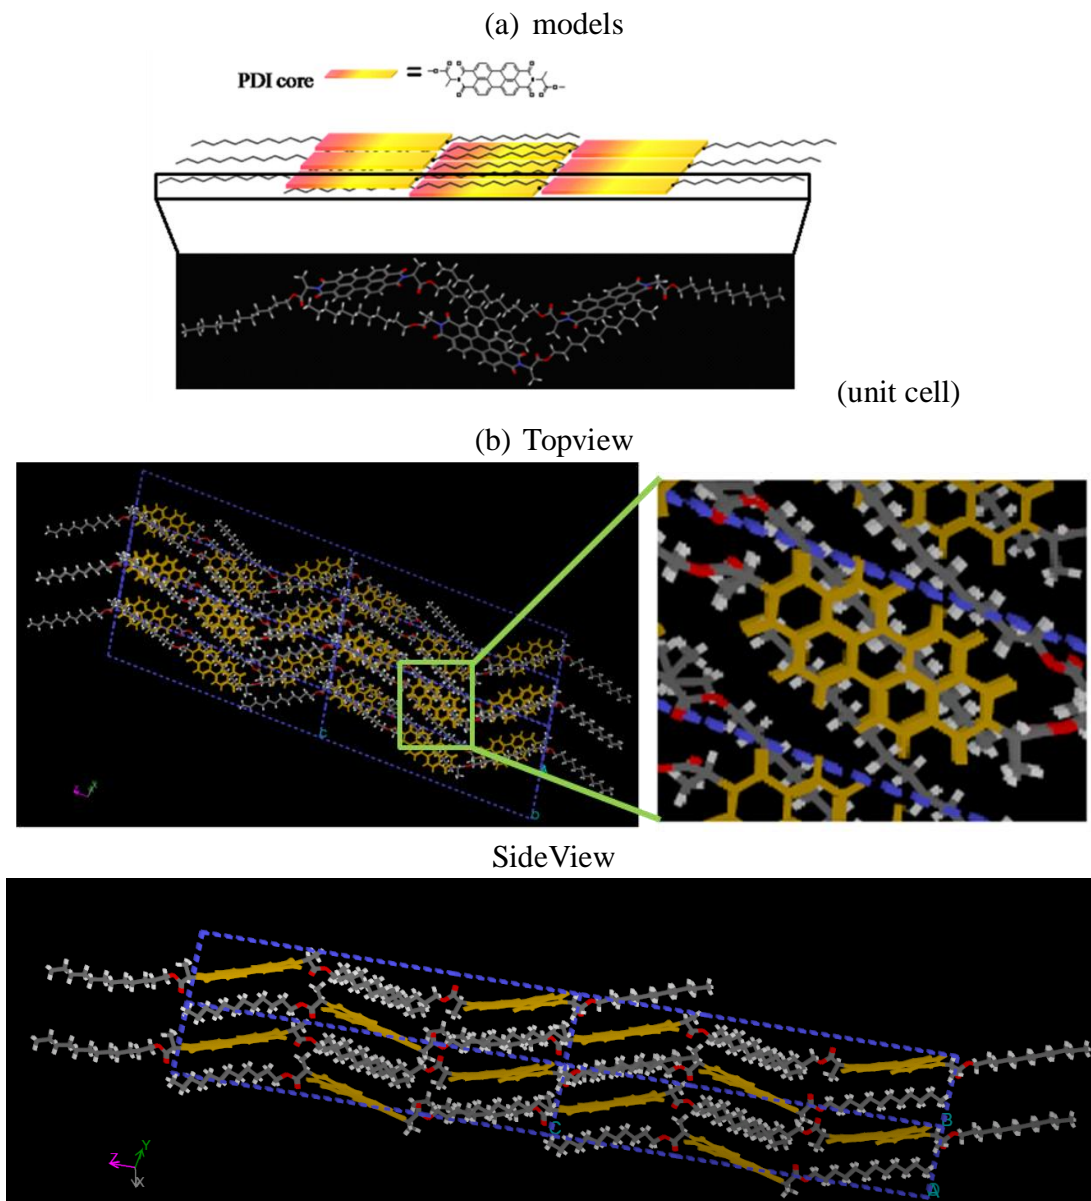 (a) models
PDI core =
(unit cell)
(b) Topview
C
A
D
SideView
C
B
A
Z
Y
X